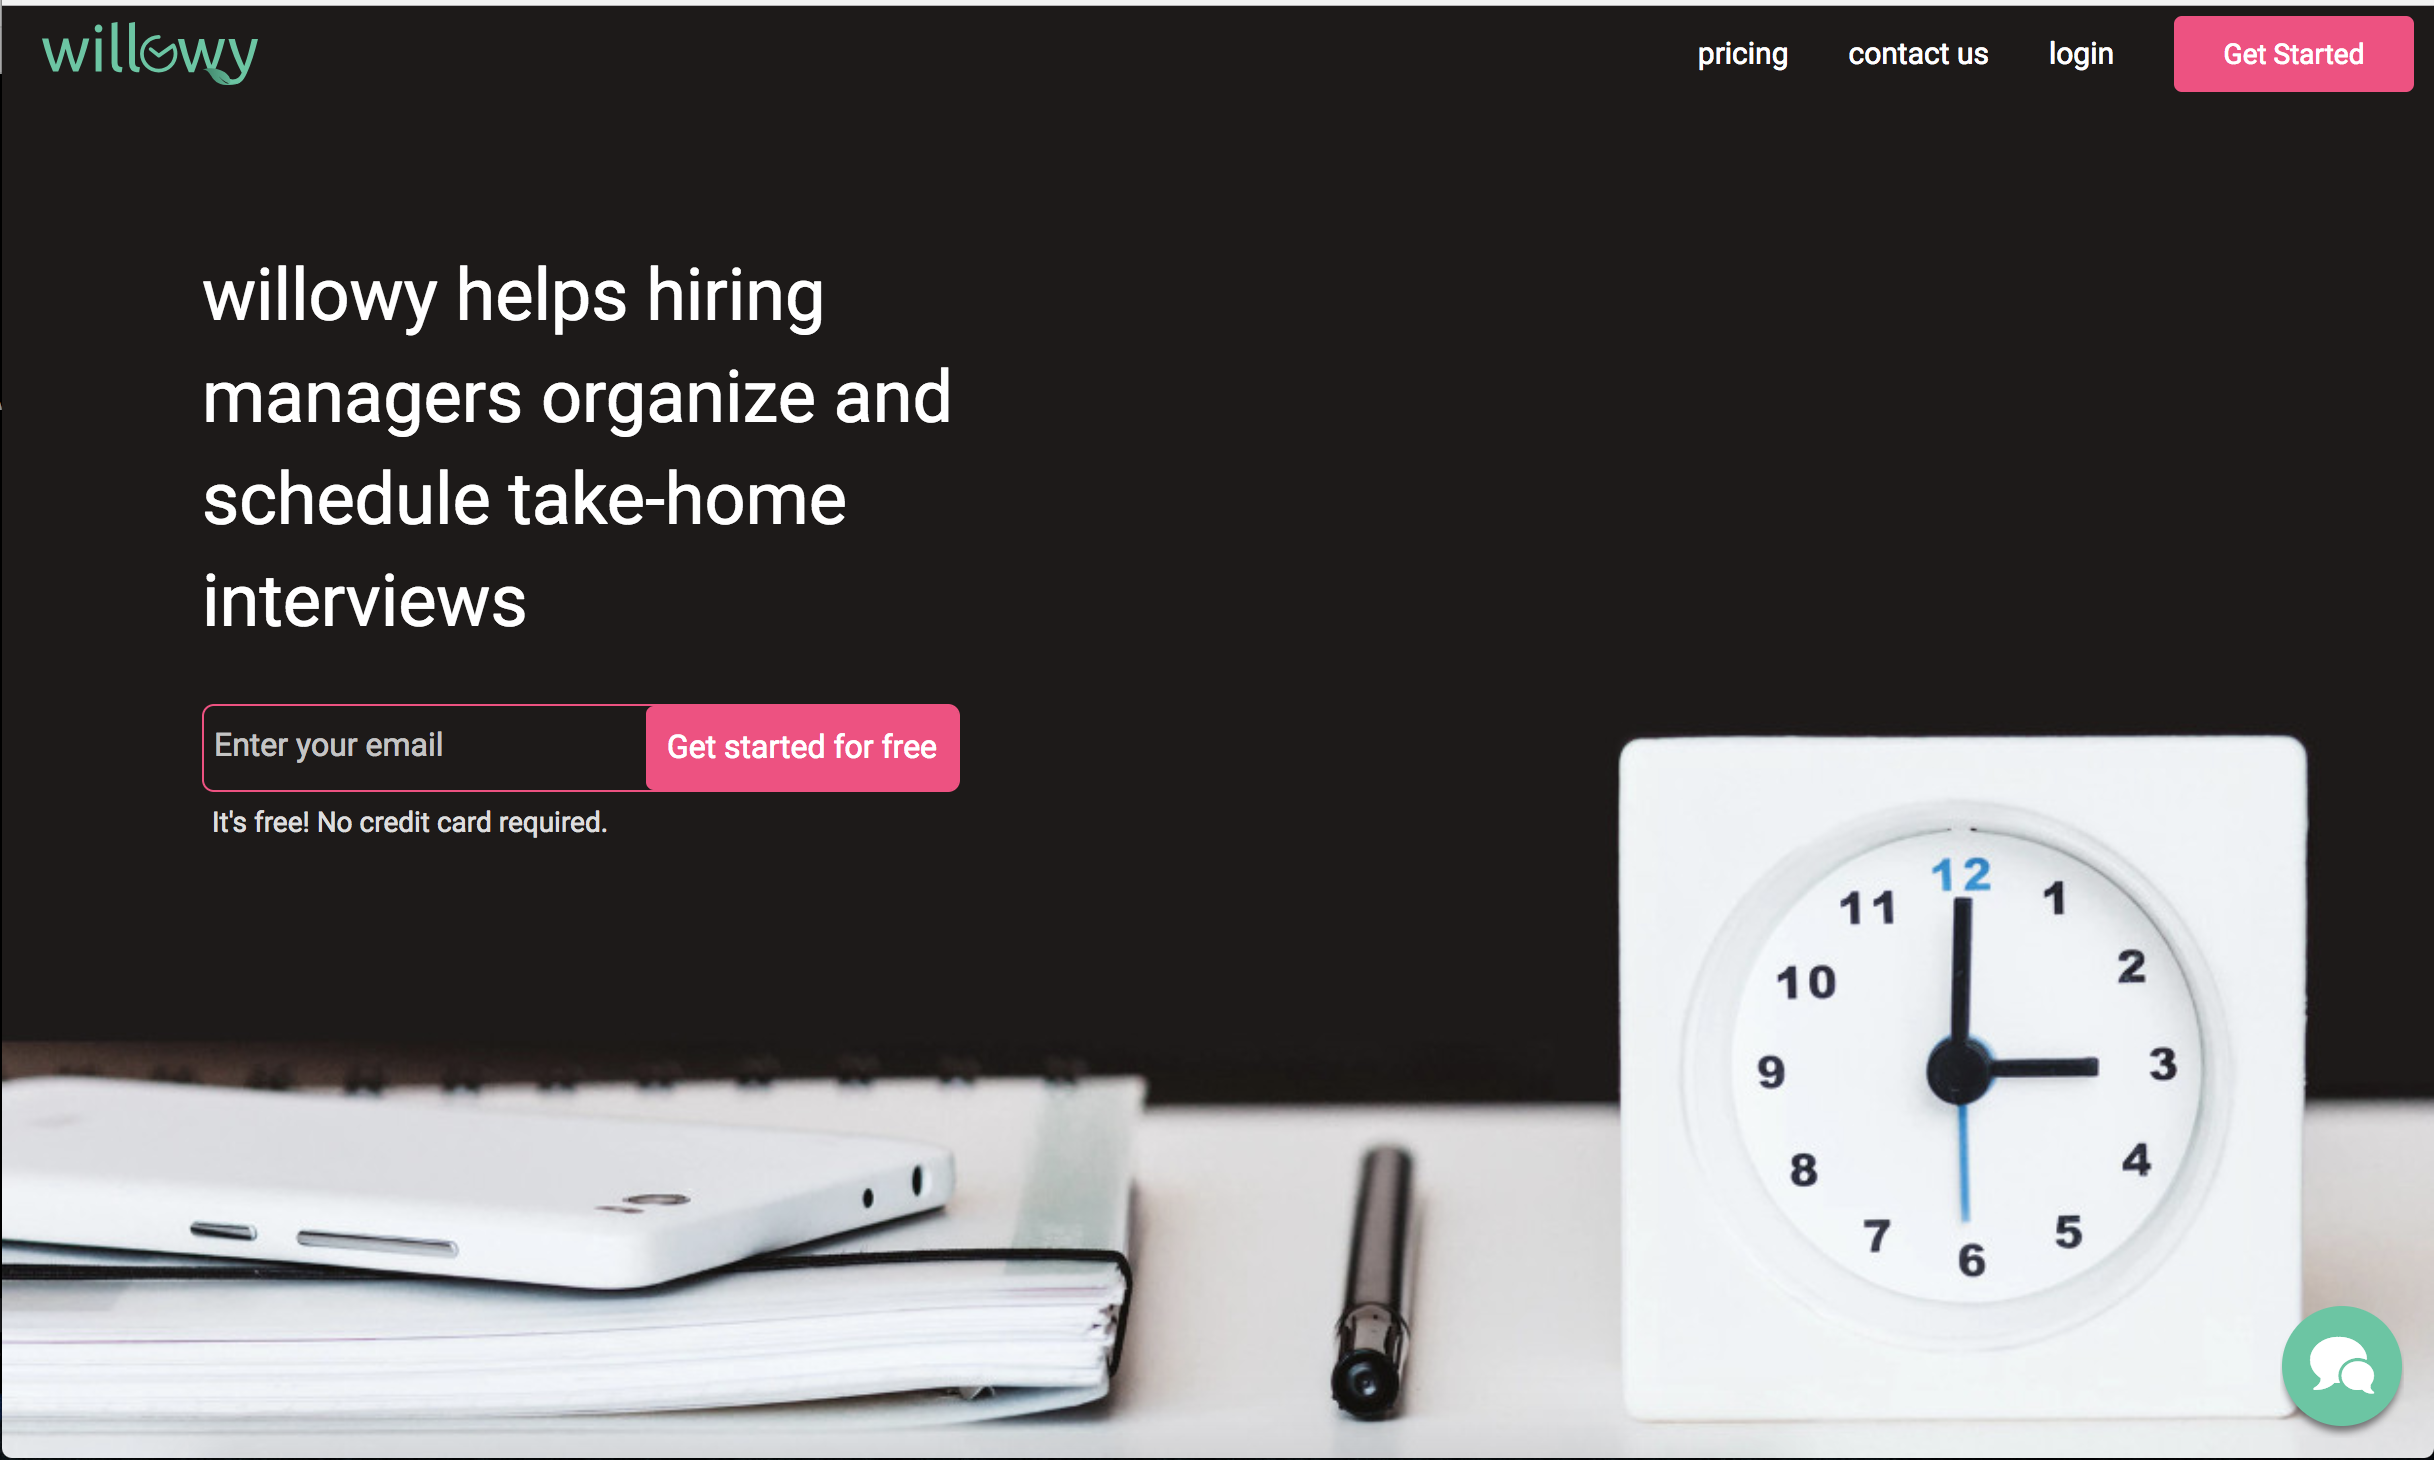 willowy
pricing
contact us
login
Get Started
willowy helps hiring
managers organize and
schedule take-home
interviews
Enter your email
Get started for free
It's free! No credit card required.
12
1
2
3
4
5
6
7
8
9
10
11